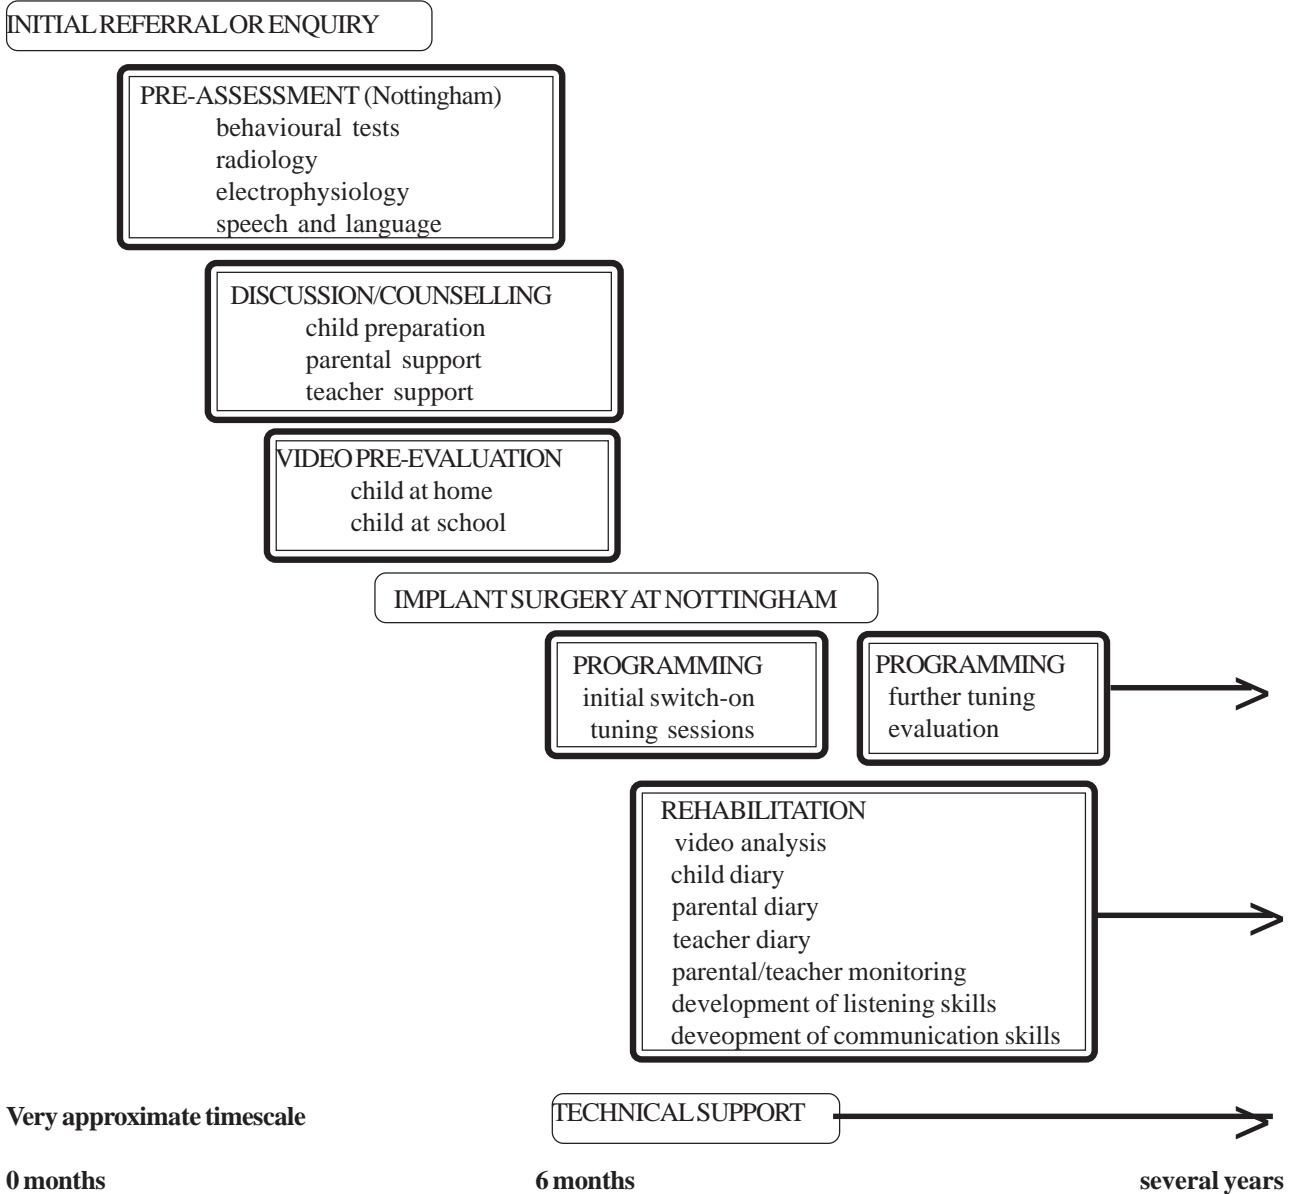 INITIAL REFERRAL OR ENQUIRY
PRE-ASSESSMENT (Nottingham)
behavioural tests
radiology
electrophysiology
speech and language
DISCUSSION/COUNSELLING
child preparation
parental support
teacher support
VIDEO PRE-EVALUATION
child at home
child at school
IMPLANT SURGERY AT NOTTINGHAM
PROGRAMMING
initial switch-on
tuning sessions
PROGRAMMING
further tuning
evaluation
REHABILITATION
video analysis
child diary
parental diary
teacher diary
parental/teacher monitoring
development of listening skills
deveopment of communication skills
Very approximate timescale
TECHNICAL SUPPORT
0 months
6 months
several years